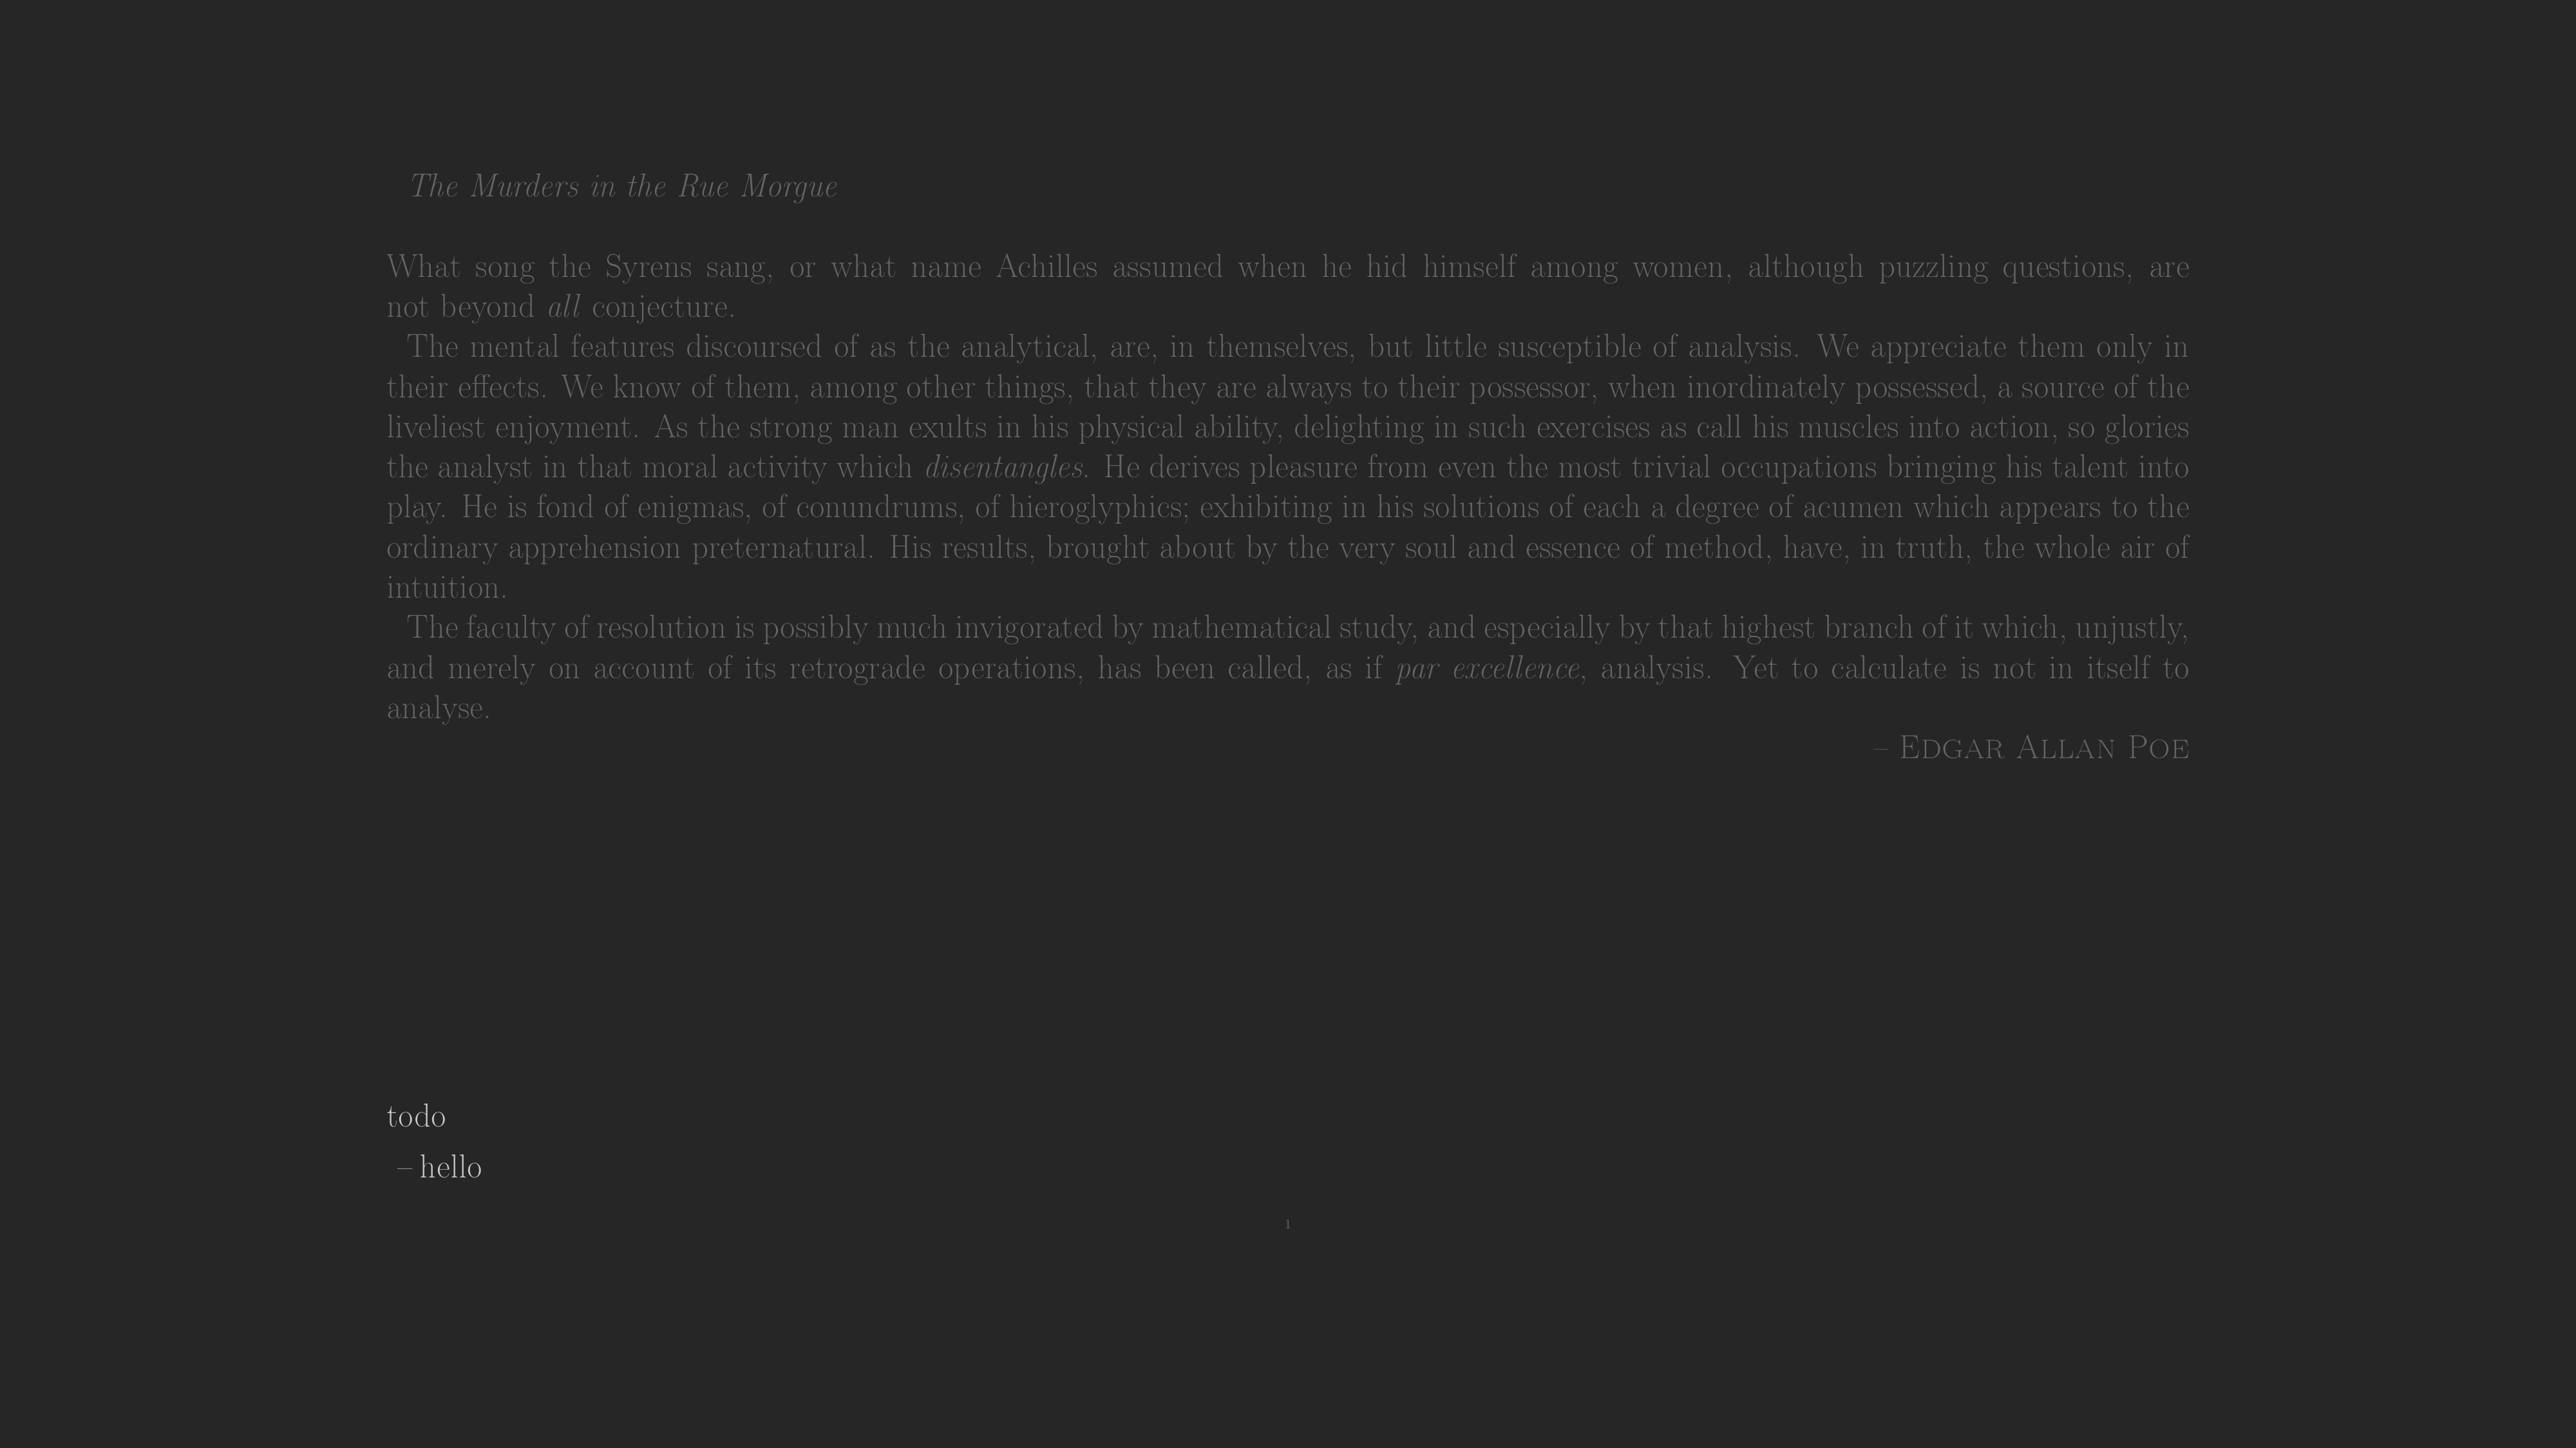 The Murders in the Rue Morgue
What song the Syrens sang, or what name Achilles assumed when he hid himself among women, although puzzling questions, are
not beyond all conjecture.
The mental features discoursed of as the analytical, are, in themselves, but little susceptible of analysis. We appreciate them only in
their effects. We know of them, among other things, that they are always to their possessor, when inordinately possessed, a source of the
liveliest enjoyment. As the strong man exults in his physical ability, delighting in such exercises as call his muscles into action, so glories
the analyst in that moral activity which disentangles. He derives pleasure from even the most trivial occupations bringing his talent into
play. He is fond of enigmas, of conundrums, of hieroglyphics; exhibiting in his solutions of each a degree of acumen which appears to the
ordinary apprehension preternatural. His results, brought about by the very soul and essence of method, have, in truth, the whole air of
intuition.
The faculty of resolution is possibly much invigorated by mathematical study, and especially by that highest branch of it which, unjustly,
and merely on account of its retrograde operations, has been called, as if par excellence, analysis. Yet to calculate is not in itself to
analyse.
– EDGAR ALLAN POE
todo
– hello
1